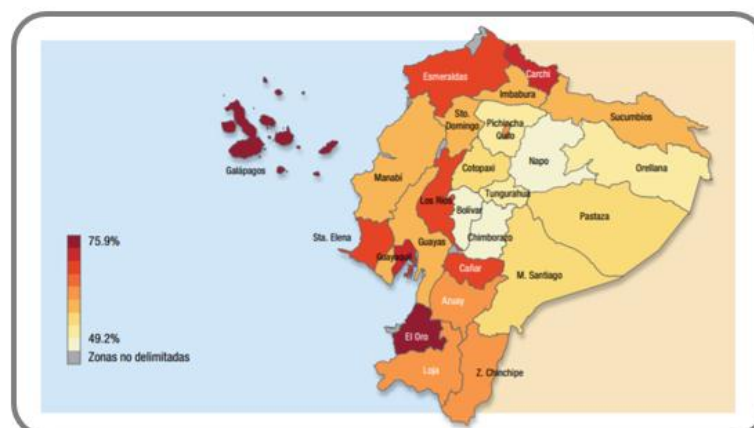 Esmeraldas
Carchi
Imbabura
Sto.
Domingo
Pichincha
Quito
Sucumbíos
Galápagos
Manabí
Cotopaxi
Napo
Orellana
Tungurahua
Los Ríos
Bolívar
Pastaza
Sta. Elena
Guayas
Chimborazo
Guayaquil
75.9%
Cañar
M. Santiago
Azuay
El Oro
49.2%
Zonas no delimitadas
Loja
Z. Chinchipe